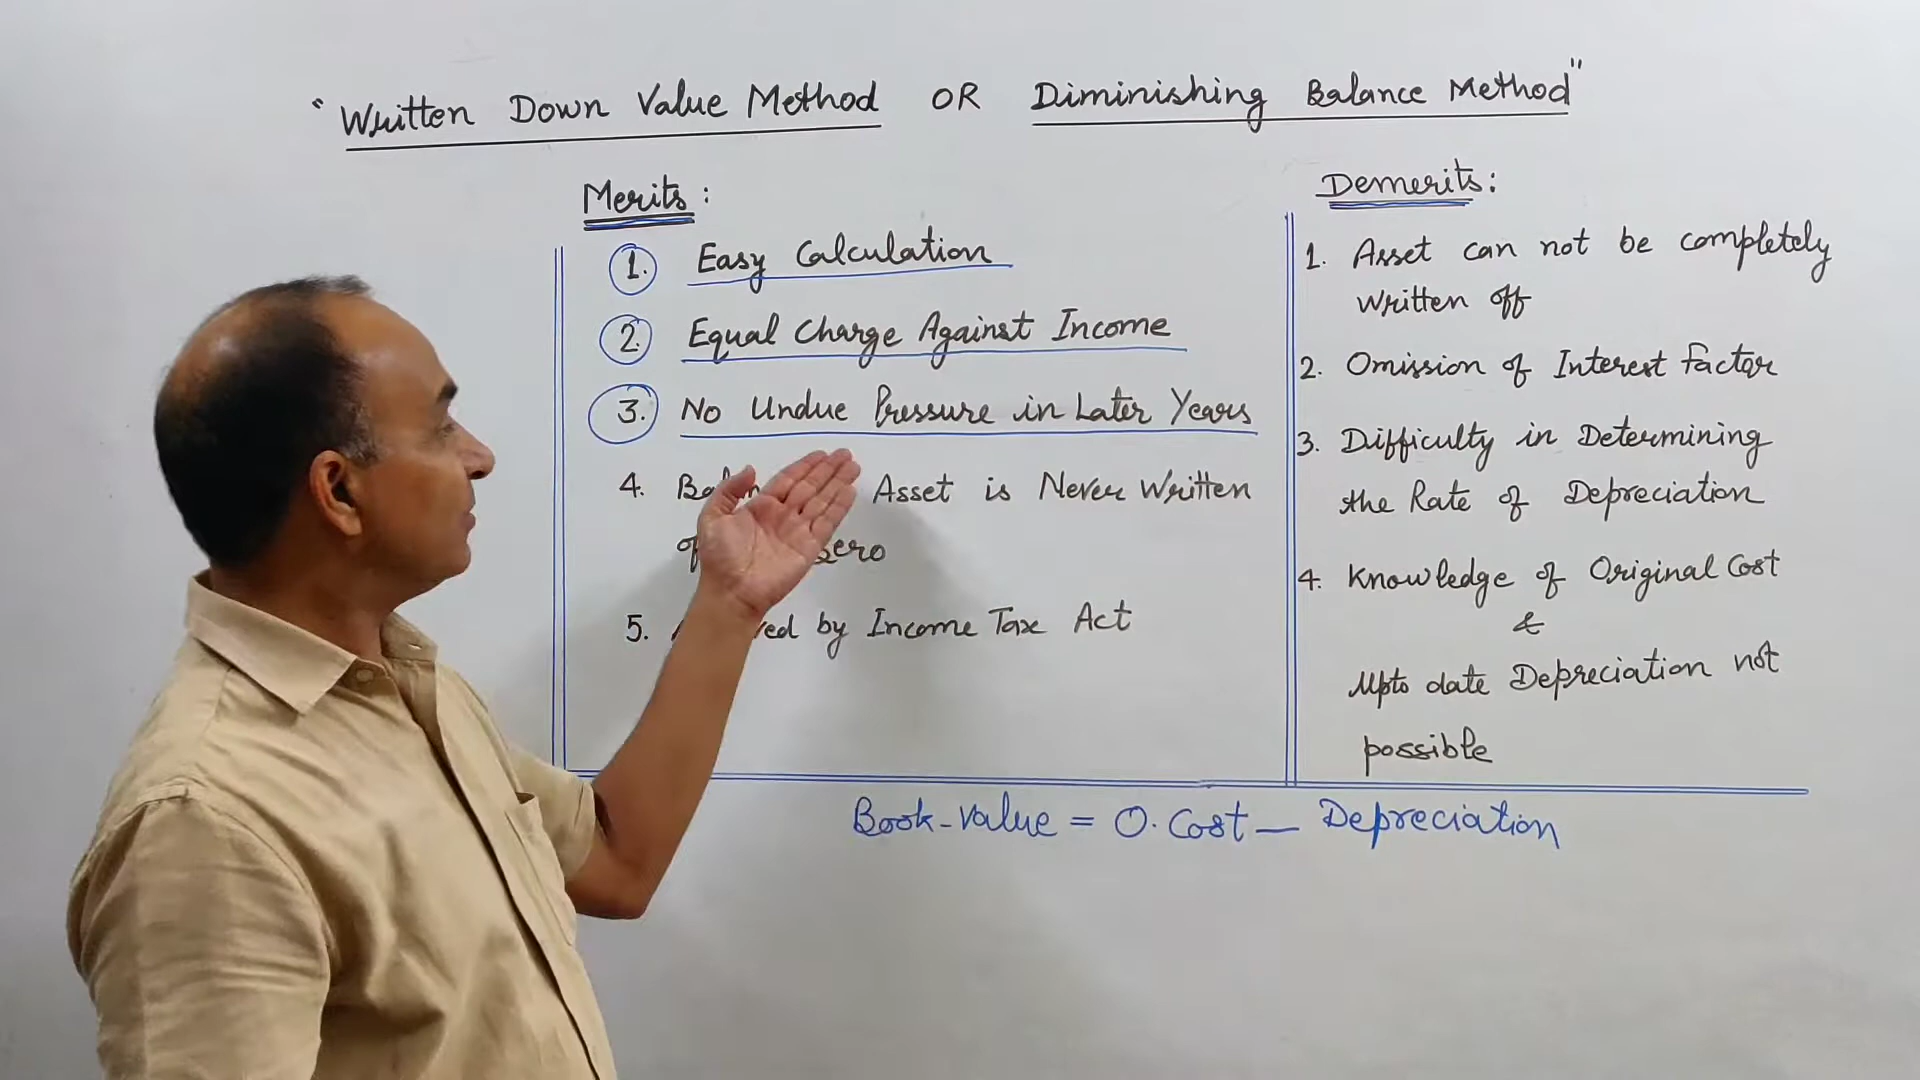 "Written Down Value Method OR Diminishing Balance Method"
Merits:
1. Easy Calculation
2. Equal Charge Against Income
3. No Undue Pressure in Later Years
4. Asset is Never Written
zero
5. by Income Tax Act
Demerits:
1. Asset can not be completely
written off
2. Omission of Interest factor
3. Difficulty in Determining
the Rate of Depreciation
4. Knowledge of Original Cost
&
Upto date Depreciation not
possible
Book-Value = O. Cost — Depreciation